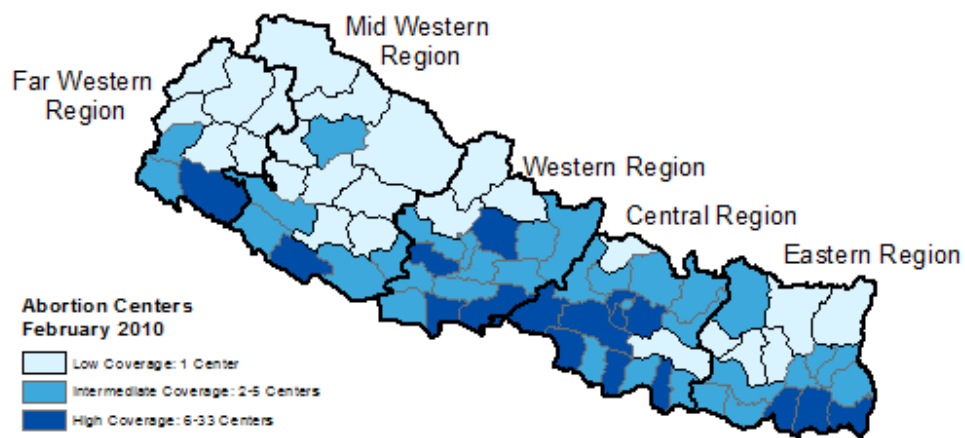 Mid Western
Region
Far Western
Region
Western Region
Central Region
Eastern Region
Abortion Centers
February 2010
Low Coverage: 1 Center
Intermediate Coverage: 2-5 Centers
High Coverage: 6-33 Centers